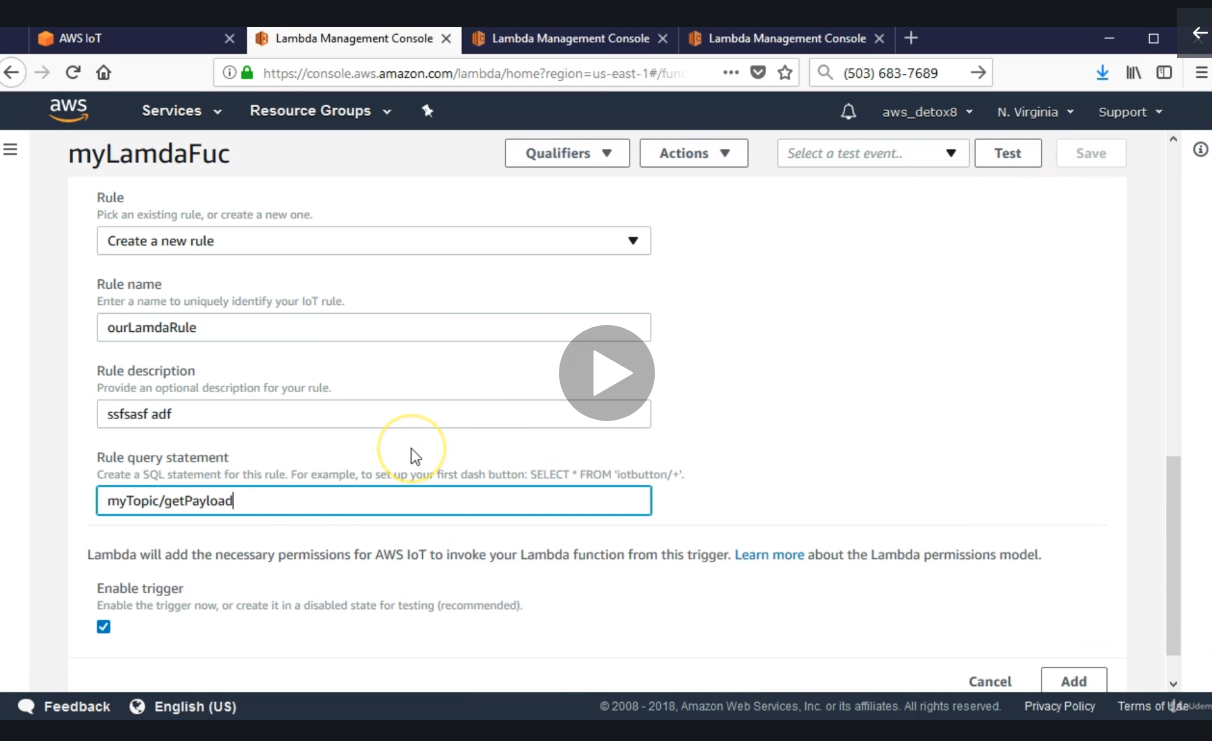 AWS IoT
Lambda Management Console
Lambda Management Console
Lambda Management Console
https://console.aws.amazon.com/lambda/home?region=us-east-1#/func
(503) 683-7689
aws
Services
Resource Groups
aws_detox8
N. Virginia
Support
myLamdaFuc
Qualifiers
Actions
Select a test event..
Test
Save
Rule
Pick an existing rule, or create a new one.
Create a new rule
Rule name
Enter a name to uniquely identify your IoT rule.
ourLamdaRule
Rule description
Provide an optional description for your rule.
ssfsasf adf
Rule query statement
Create a SQL statement for this rule. For example, to set up your first dash button: SELECT * FROM 'iotbutton/+'.
myTopic/getPayload
Lambda will add the necessary permissions for AWS IoT to invoke your Lambda function from this trigger. Learn more about the Lambda permissions model.
Enable trigger
Enable the trigger now, or create it in a disabled state for testing (recommended).
Cancel
Add
Feedback
English (US)
© 2008 - 2018, Amazon Web Services, Inc. or its affiliates. All rights reserved.
Privacy Policy
Terms of Use